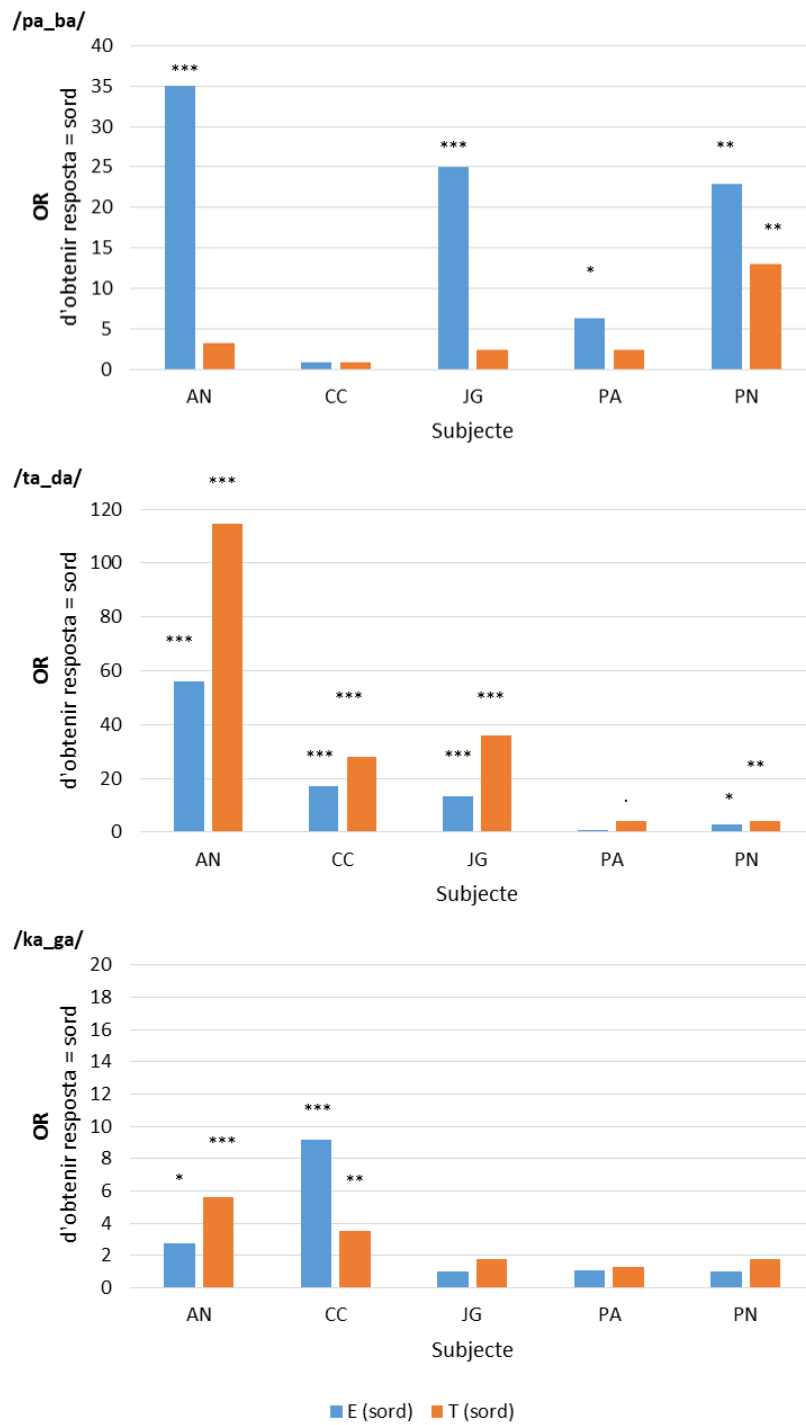 /pa_ba/
OR
d'obtenir resposta = sord
40
35
30
25
20
15
10
5
0
***
***
**
**
*
AN CC JG PA PN
Subjecte
/ta_da/
OR
d'obtenir resposta = sord
120
100
80
60
40
20
0
***
***
*** ***
*** ***
.
**
*
AN CC JG PA PN
Subjecte
/ka_ga/
OR
d'obtenir resposta = sord
20
18
16
14
12
10
8
6
4
2
0
***
***
* **
AN CC JG PA PN
Subjecte
E (sord) T (sord)